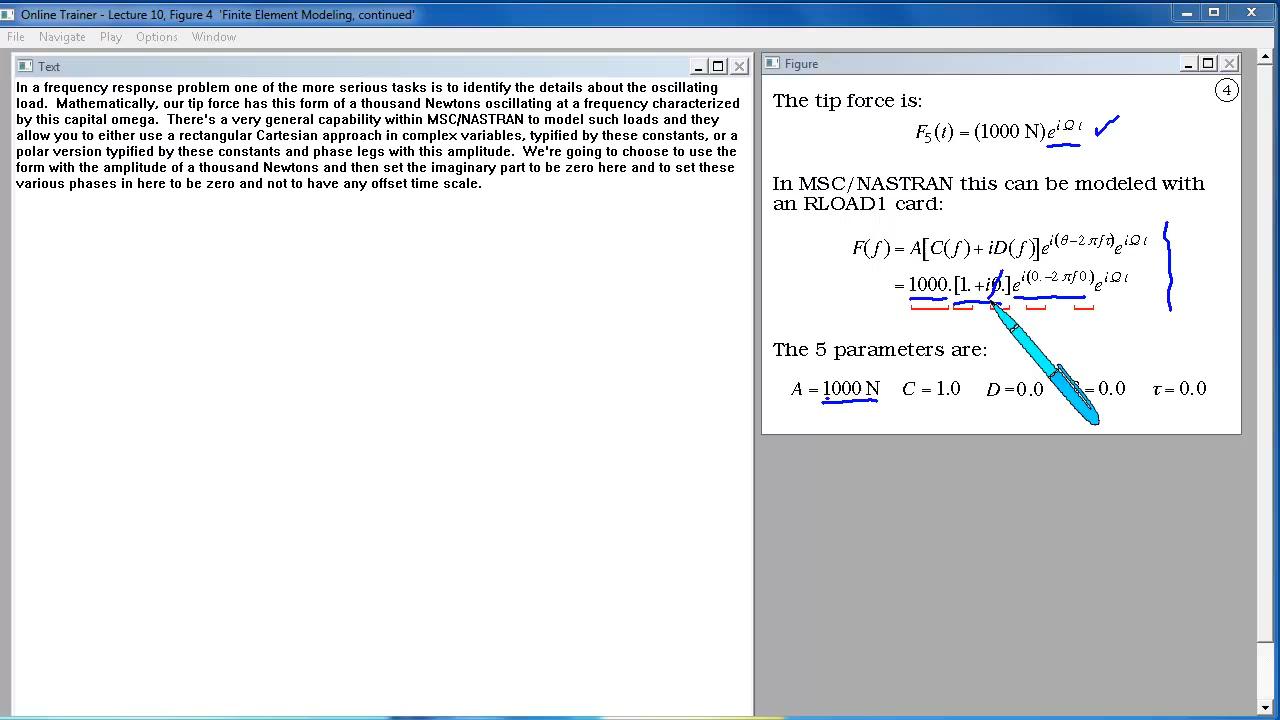 Online Trainer - Lecture 10, Figure 4 'Finite Element Modeling, continued'
File Navigate Play Options Window
Text
In a frequency response problem one of the more serious tasks is to identify the details about the oscillating
load. Mathematically, our tip force has this form of a thousand Newtons oscillating at a frequency characterized
by this capital omega. There's a very general capability within MSC/NASTRAN to model such loads and they
allow you to either use a rectangular Cartesian approach in complex variables, typified by these constants, or a
polar version typified by these constants and phase legs with this amplitude. We're going to choose to use the
form with the amplitude of a thousand Newtons and then set the imaginary part to be zero here and to set these
various phases in here to be zero and not to have any offset time scale.
Figure
4
The tip force is:
F₅(t) = (1000 N)e^{iΩt}
In MSC/NASTRAN this can be modeled with
an RLOAD1 card:
F(f) = A[C(f) + iD(f)]e^{i(θ−2πfτ)}e^{iΩt}
= 1000.[1. + i0.]e^{i(0.−2πf0.)}e^{iΩt}
The 5 parameters are:
A = 1000 N C = 1.0 D = 0.0 = 0.0 τ = 0.0